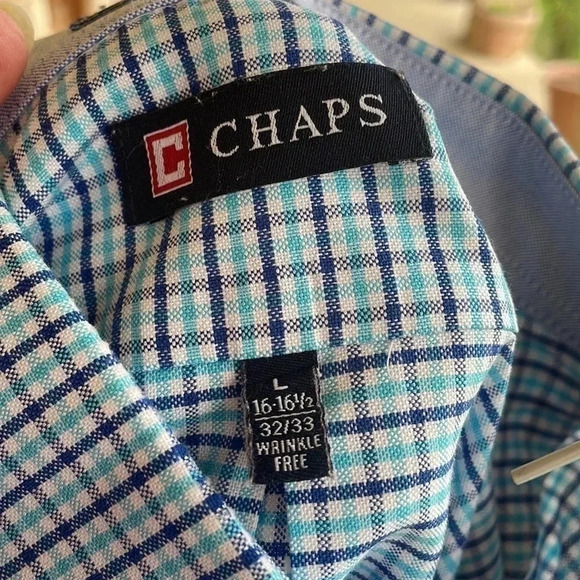 C CHAPS
L
16-16½
32/33
WRINKLE
FREE